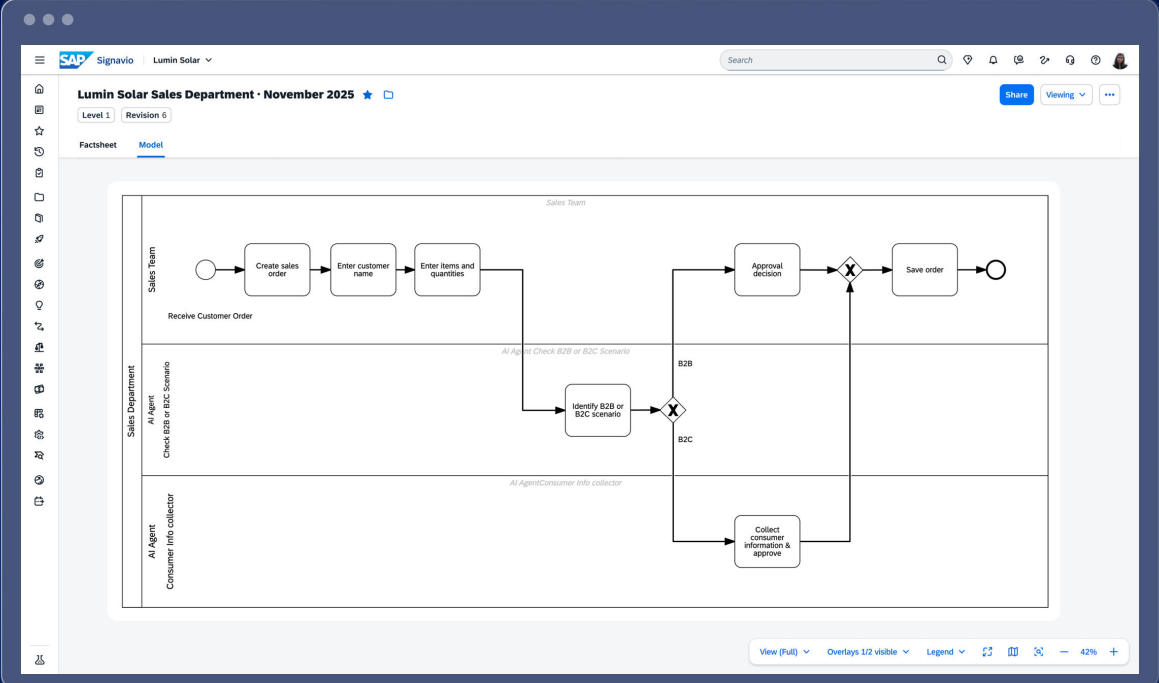 SAP Signavio
Lumin Solar
Search
Lumin Solar Sales Department · November 2025
Share
Viewing
Level 1
Revision 6
Factsheet
Model
Sales Team
Sales Department
Sales Team
Create sales
order
Enter customer
name
Enter items and
quantities
Approval
decision
X
Save order
Receive Customer Order
AI Agent Check B2B or B2C Scenario
AI Agent
Check B2B or B2C Scenario
B2B
Identify B2B or
B2C scenario
X
B2C
AI AgentConsumer Info collector
AI Agent
Consumer Info collector
Collect
consumer
information &
approve
View (Full)
Overlays 1/2 visible
Legend
42%